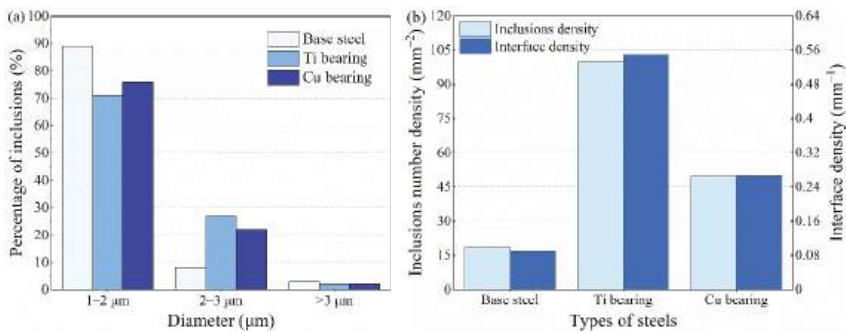 (a)
100
90
80
70
60
50
40
30
20
10
0
Percentage of inclusions (%)
Base steel
Ti bearing
Cu bearing
1−2 μm
2−3 μm
>3 μm
Diameter (μm)
(b)
120
105
90
75
60
45
30
15
0
Inclusions number density (mm−2)
Inclusions density
Interface density
0.64
0.56
0.48
0.4
0.32
0.24
0.16
0.08
0
Interface density (mm−1)
Base steel
Ti bearing
Cu bearing
Types of steels